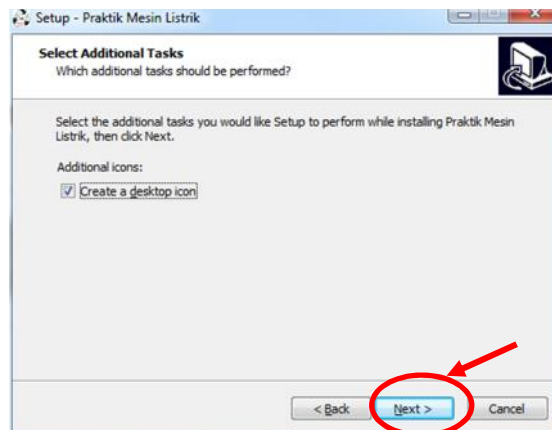 Setup - Praktik Mesin Listrik
Select Additional Tasks
Which additional tasks should be performed?
Select the additional tasks you would like Setup to perform while installing Praktik Mesin
Listrik, then click Next.
Additional icons:
Create a desktop icon
< Back
Next >
Cancel